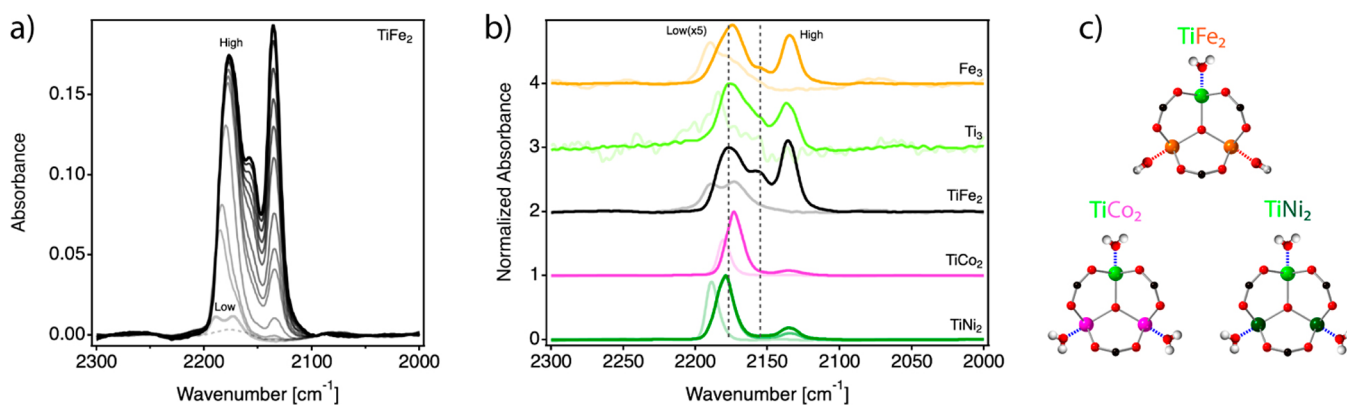 a)
TiFe₂
High
Low
0.15
0.10
0.05
0.00
Absorbance
2300 2200 2100 2000
Wavenumber [cm⁻¹]
b)
Low(x5)
High
Fe₃
Ti₃
TiFe₂
TiCo₂
TiNi₂
4
3
2
1
0
Normalized Absorbance
2300 2250 2200 2150 2100 2050 2000
Wavenumber [cm⁻¹]
c)
TiFe₂
TiCo₂ TiNi₂